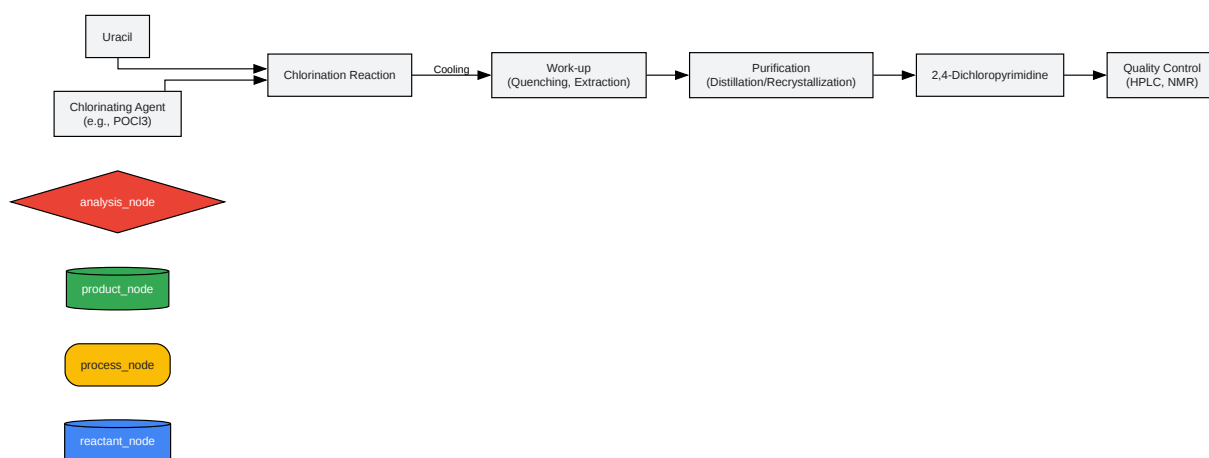 Uracil
Chlorinating Agent
(e.g., POCl3)
Chlorination Reaction
Cooling
Work-up
(Quenching, Extraction)
Purification
(Distillation/Recrystallization)
2,4-Dichloropyrimidine
Quality Control
(HPLC, NMR)
analysis_node
product_node
process_node
reactant_node